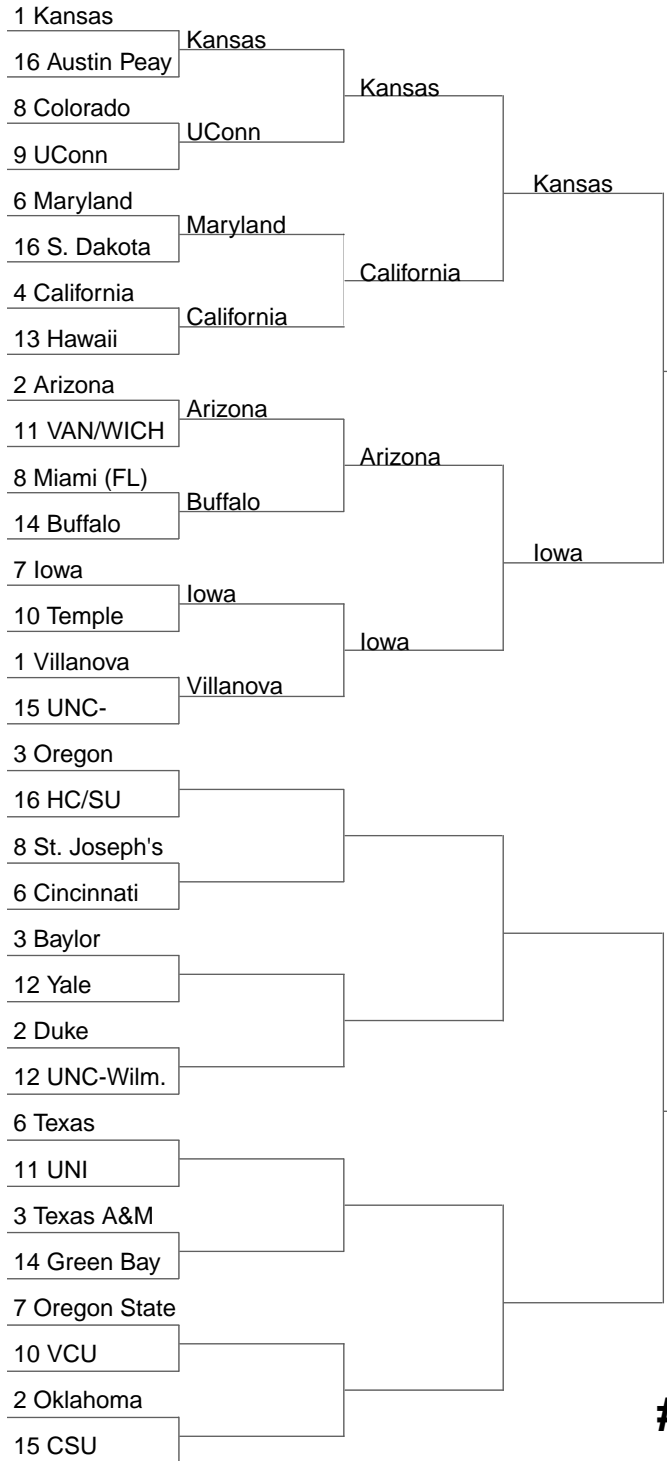 1 Kansas
Kansas
16 Austin Peay
Kansas
8 Colorado
UConn
9 UConn
Kansas
6 Maryland
Maryland
16 S. Dakota
California
4 California
California
13 Hawaii
2 Arizona
Arizona
11 VAN/WICH
Arizona
8 Miami (FL)
Buffalo
14 Buffalo
Iowa
7 Iowa
Iowa
10 Temple
Iowa
1 Villanova
Villanova
15 UNC-
3 Oregon
16 HC/SU
8 St. Joseph's
6 Cincinnati
3 Baylor
12 Yale
2 Duke
12 UNC-Wilm.
6 Texas
11 UNI
3 Texas A&M
14 Green Bay
7 Oregon State
10 VCU
2 Oklahoma
#
15 CSU